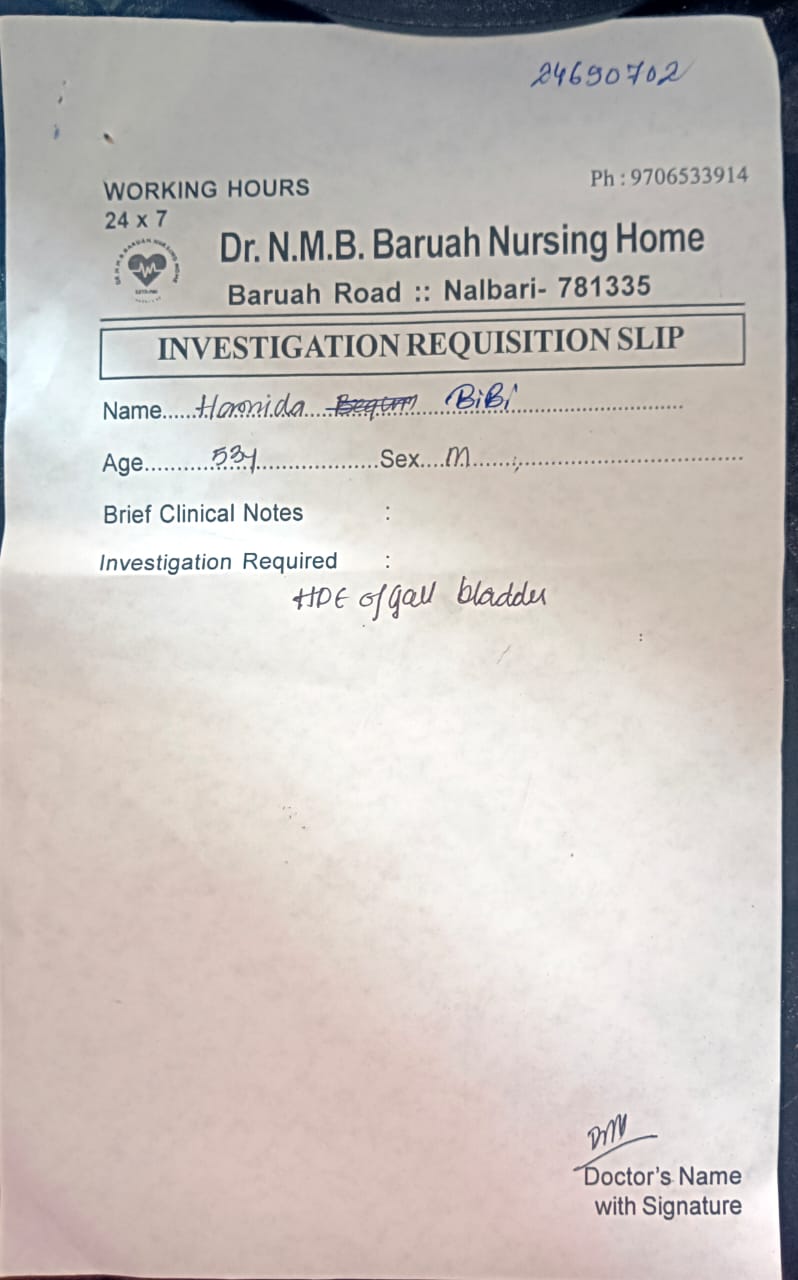 24690702
WORKING HOURS
24 x 7
Ph : 9706533914
Dr. N.M.B. Baruah Nursing Home
Baruah Road :: Nalbari- 781335
INVESTIGATION REQUISITION SLIP
Name......Hamida....Begum BiBi
Age..........53y..................Sex....M
Brief Clinical Notes :
Investigation Required :
HPE of gall bladder
Doctor's Name
with Signature